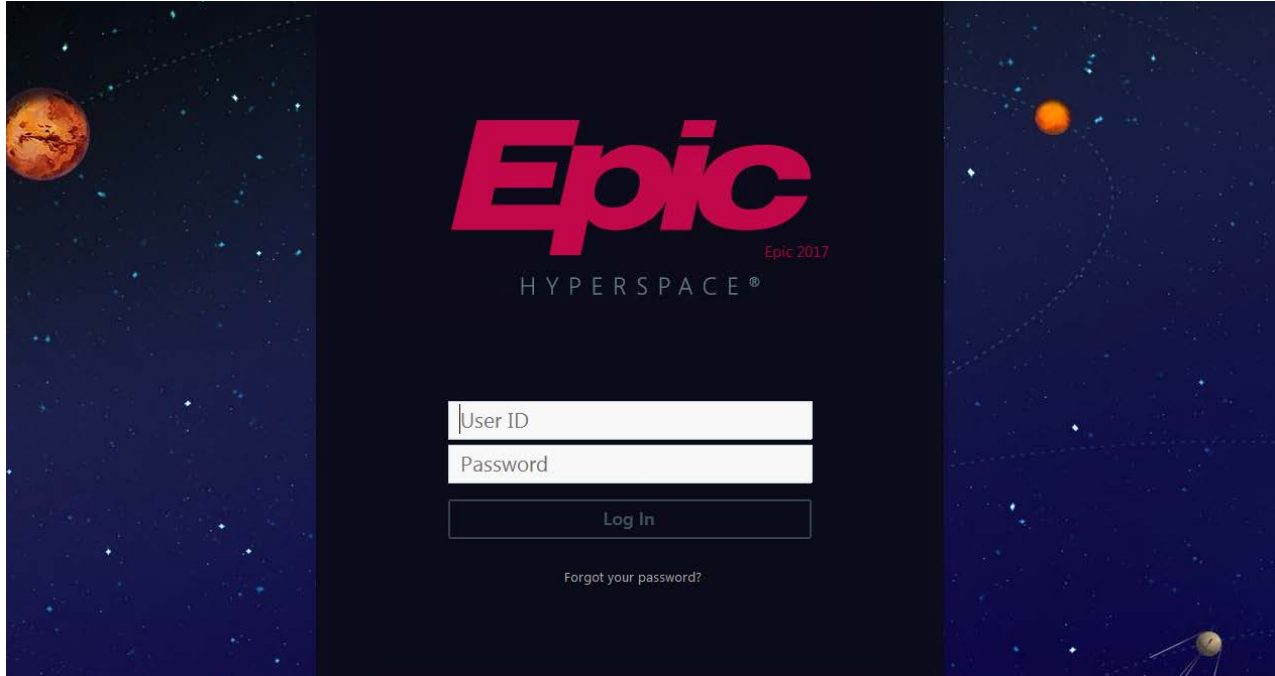 Epic
Epic 2017
HYPERSPACE®
User ID
Password
Log In
Forgot your password?